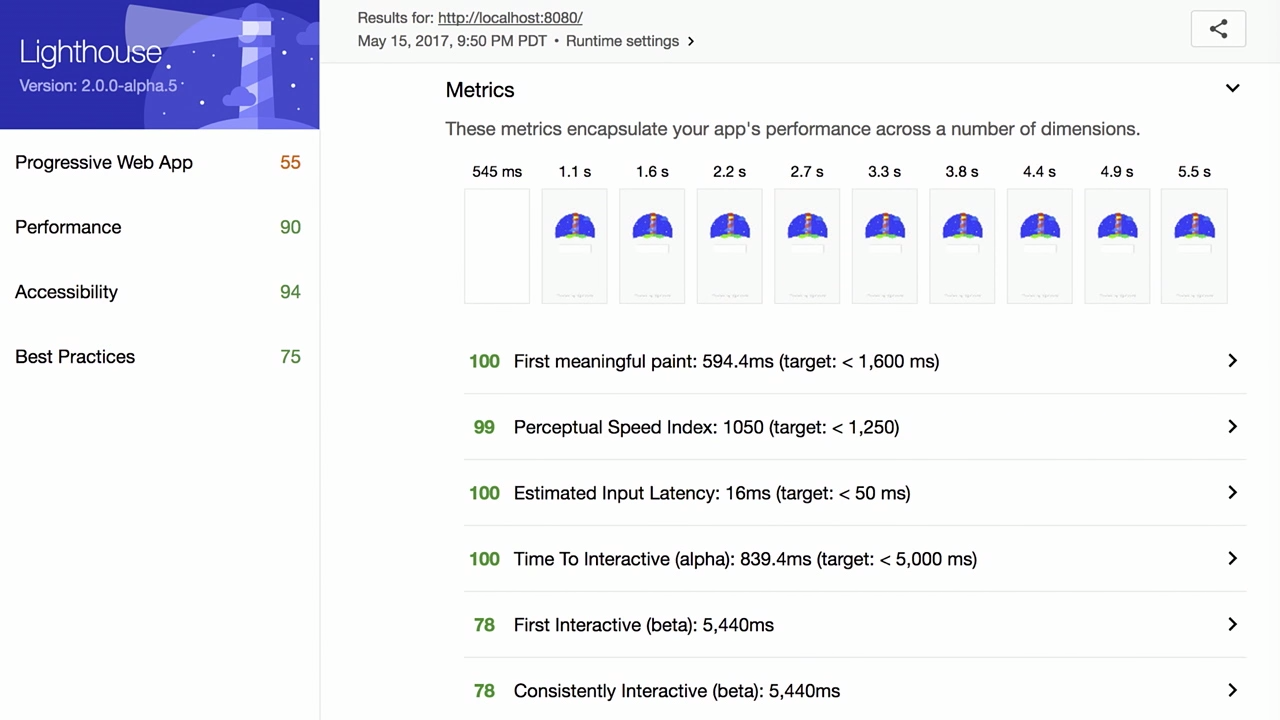 Lighthouse
Version: 2.0.0-alpha.5
Progressive Web App 55
Performance 90
Accessibility 94
Best Practices 75
Results for: http://localhost:8080/
May 15, 2017, 9:50 PM PDT • Runtime settings
Metrics
These metrics encapsulate your app's performance across a number of dimensions.
545 ms 1.1 s 1.6 s 2.2 s 2.7 s 3.3 s 3.8 s 4.4 s 4.9 s 5.5 s
100 First meaningful paint: 594.4ms (target: < 1,600 ms)
99 Perceptual Speed Index: 1050 (target: < 1,250)
100 Estimated Input Latency: 16ms (target: < 50 ms)
100 Time To Interactive (alpha): 839.4ms (target: < 5,000 ms)
78 First Interactive (beta): 5,440ms
78 Consistently Interactive (beta): 5,440ms